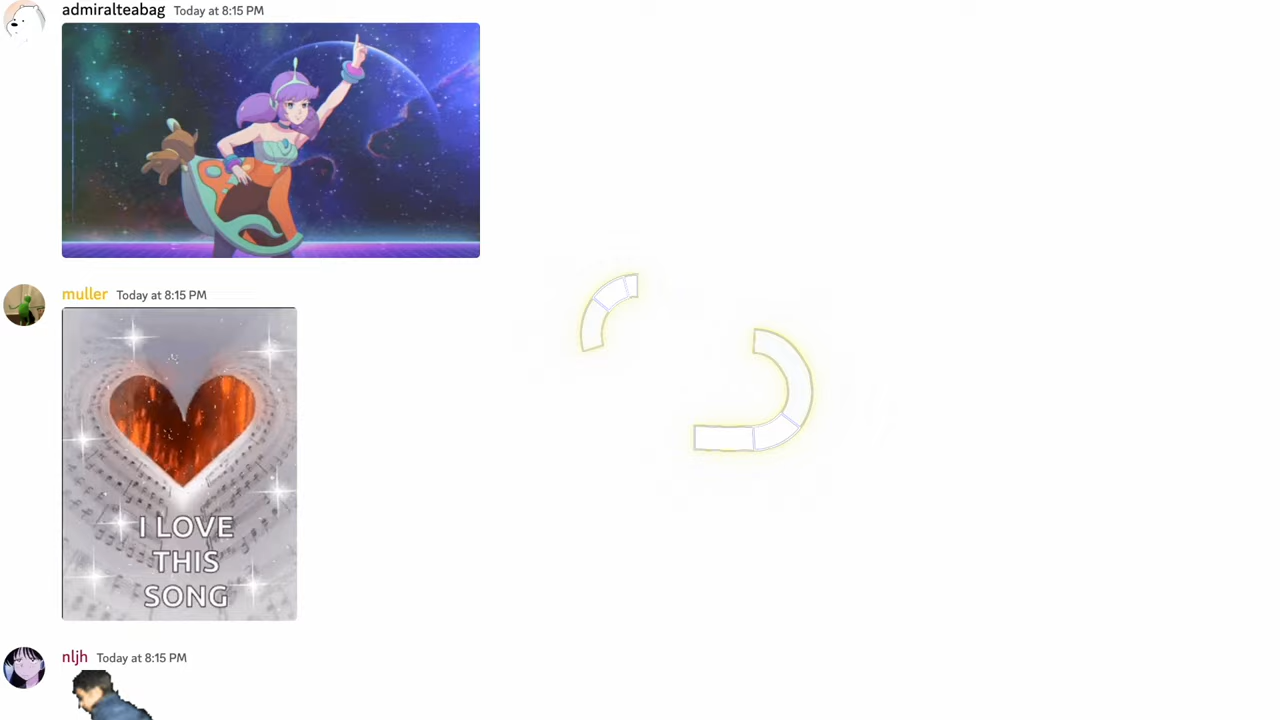 admiralteabag Today at 8:15 PM
muller Today at 8:15 PM
I LOVE
THIS
SONG
nljh Today at 8:15 PM